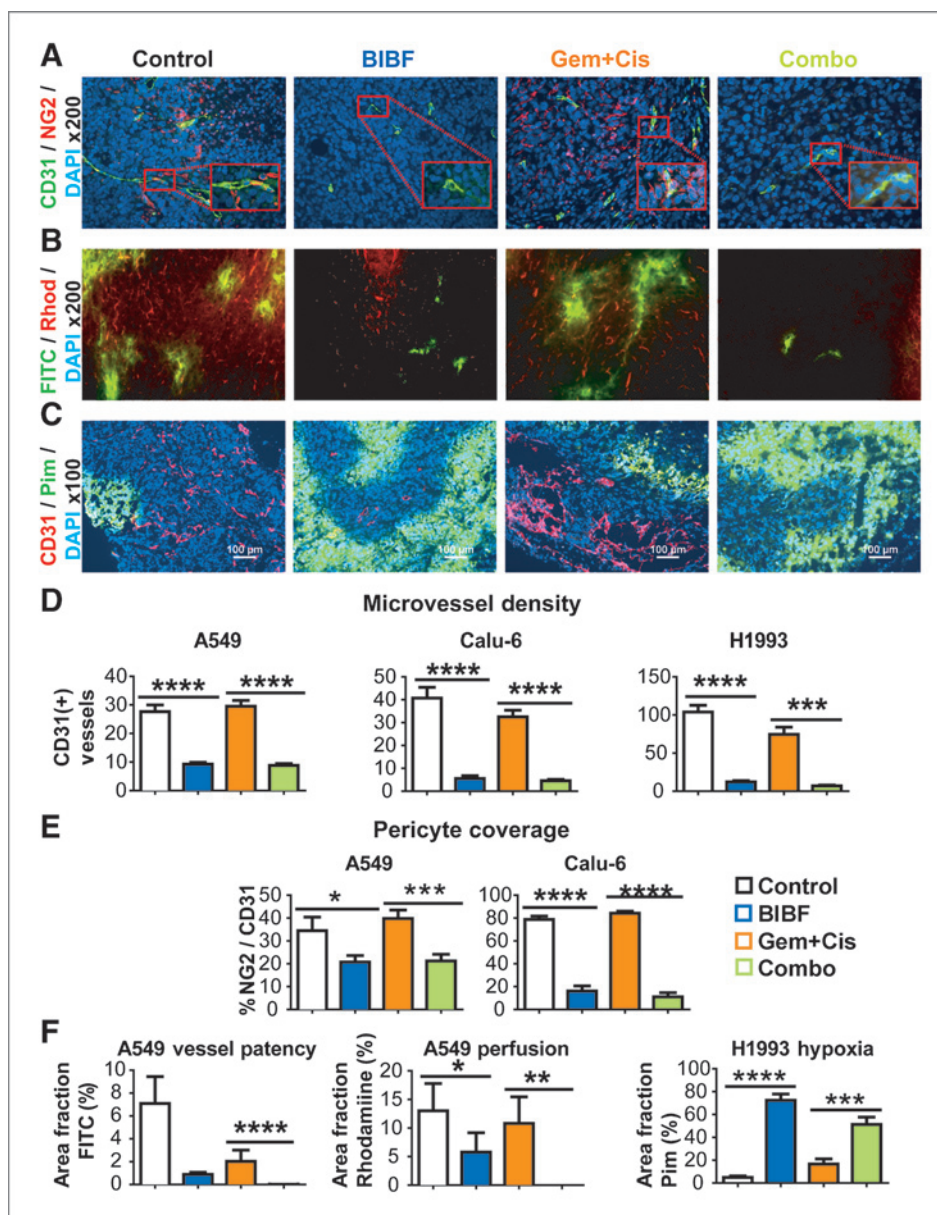 A
Control
BIBF
Gem+Cis
Combo
CD31 / NG2 /
DAPI x200
B
FITC / Rhod /
DAPI x200
C
CD31 / Pim /
DAPI x100
100 µm
100 µm
100 µm
100 µm
D
Microvessel density
A549
Calu-6
H1993
CD31(+)
vessels
40
30
20
10
0
**** ****
50
40
30
20
10
0
**** ****
150
100
50
0
**** ***
E
Pericyte coverage
A549
Calu-6
% NG2 / CD31
50
40
30
20
10
0
* ***
100
80
60
40
20
0
**** ****
Control
BIBF
Gem+Cis
Combo
F
A549 vessel patency
A549 perfusion
H1993 hypoxia
Area fraction
FITC (%)
10
8
6
4
2
0
****
Area fraction
Rhodamiine (%)
20
15
10
5
0
* **
Area fraction
Pim (%)
100
80
60
40
20
0
**** ***